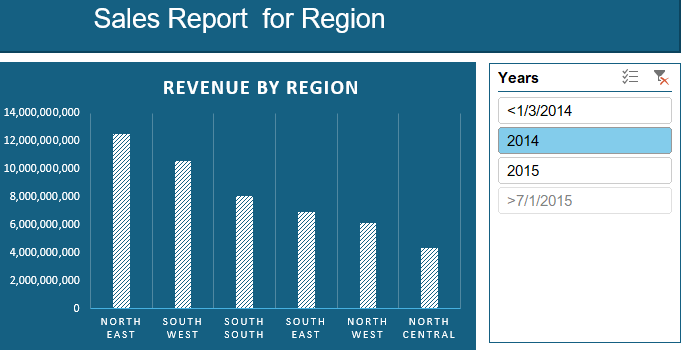 Sales Report  for Region
REVENUE BY REGION
14,000,000,000
12,000,000,000
10,000,000,000
8,000,000,000
6,000,000,000
4,000,000,000
2,000,000,000
0
NORTH EAST
SOUTH WEST
SOUTH SOUTH
SOUTH EAST
NORTH WEST
NORTH CENTRAL
Years
<1/3/2014
2014
2015
>7/1/2015